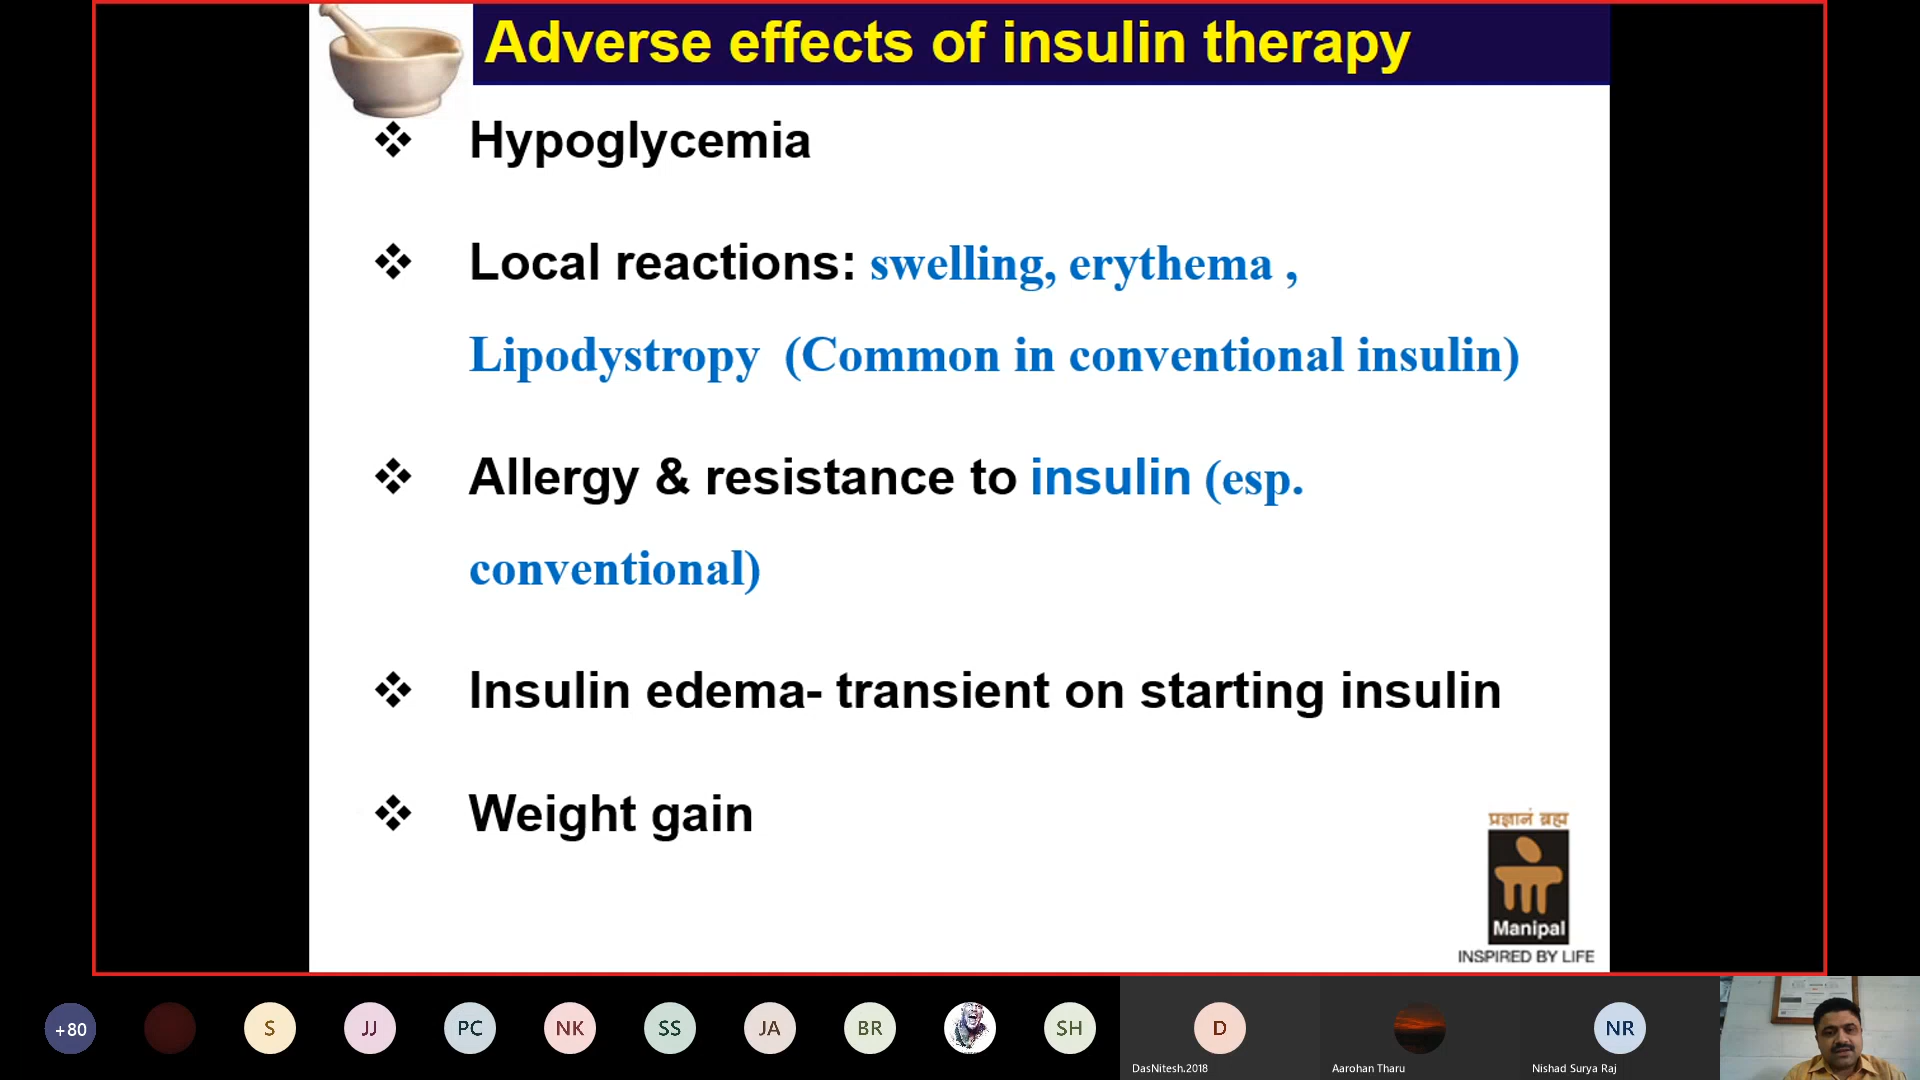 Adverse effects of insulin therapy
❖ Hypoglycemia
❖ Local reactions: swelling, erythema ,
Lipodystropy (Common in conventional insulin)
❖ Allergy & resistance to insulin (esp.
conventional)
❖ Insulin edema- transient on starting insulin
❖ Weight gain
प्रज्ञानं ब्रह्म
Manipal
INSPIRED BY LIFE
+80
S
JJ
PC
NK
SS
JA
BR
SH
D
NR
DasNitesh.2018
Aarohan Tharu
Nishad Surya Raj